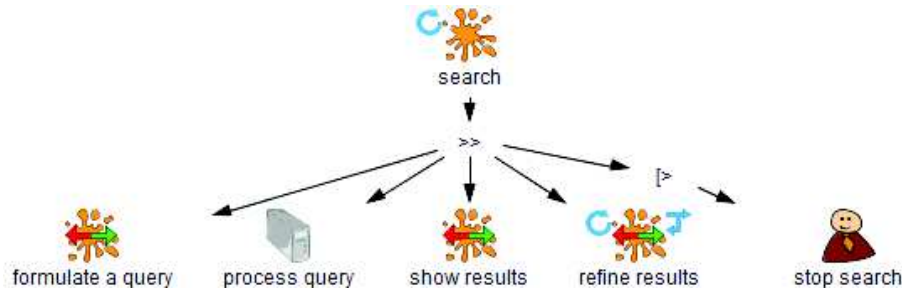 search
>>
[>
formulate a query
process query
show results
refine results
stop search